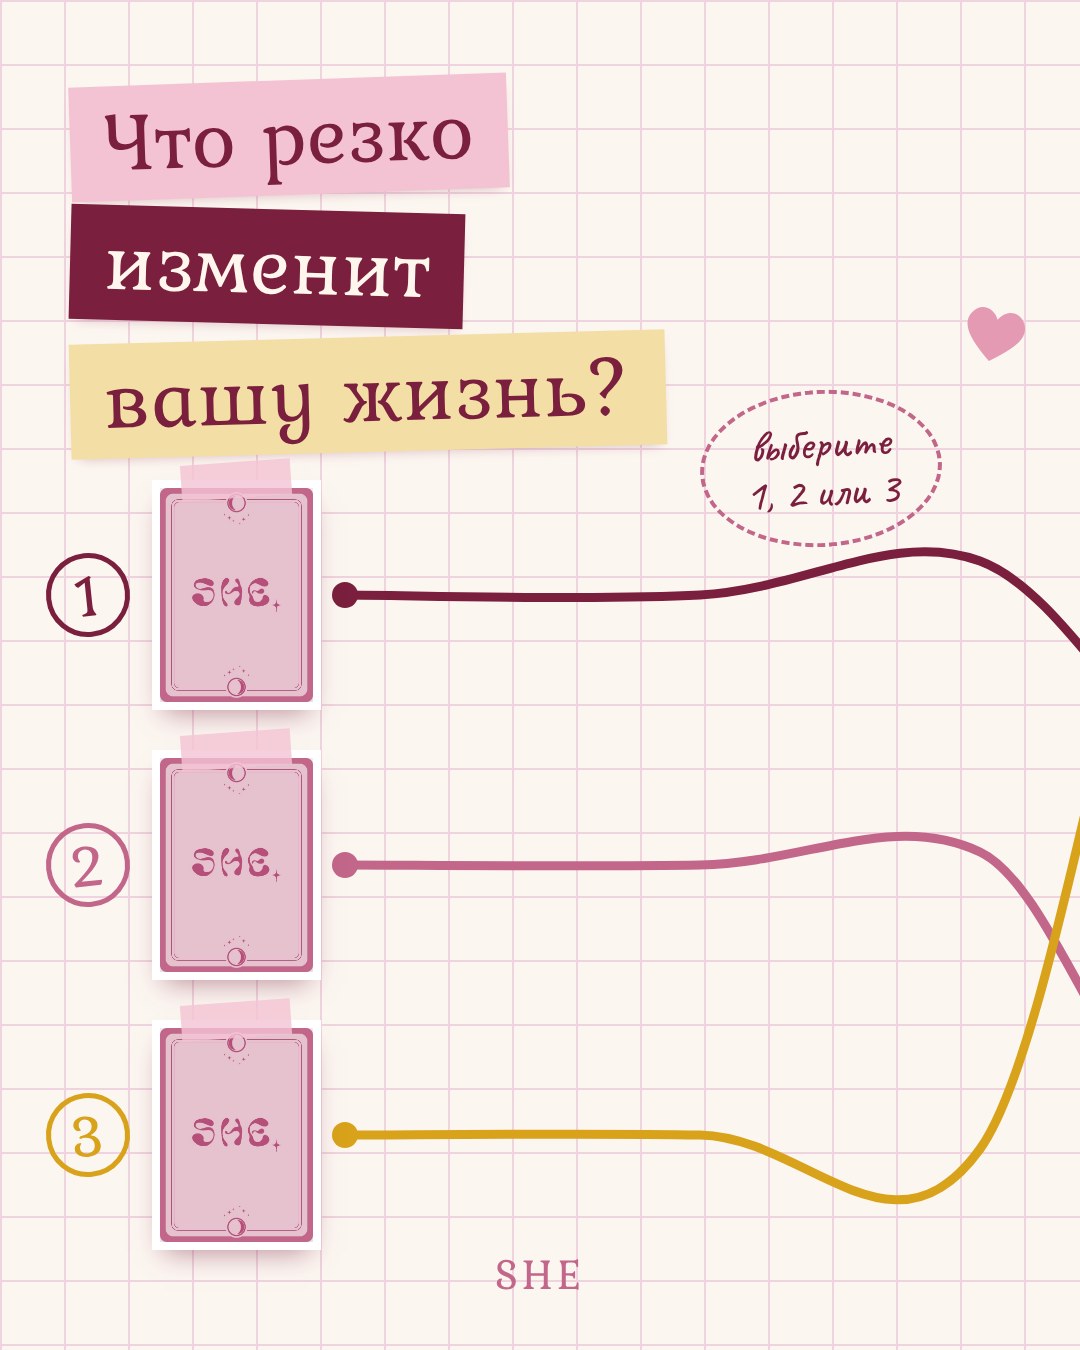 Что резко
изменит
вашу жизнь?
выберите
1, 2 или 3
1
SHE
2
SHE
3
SHE
SHE